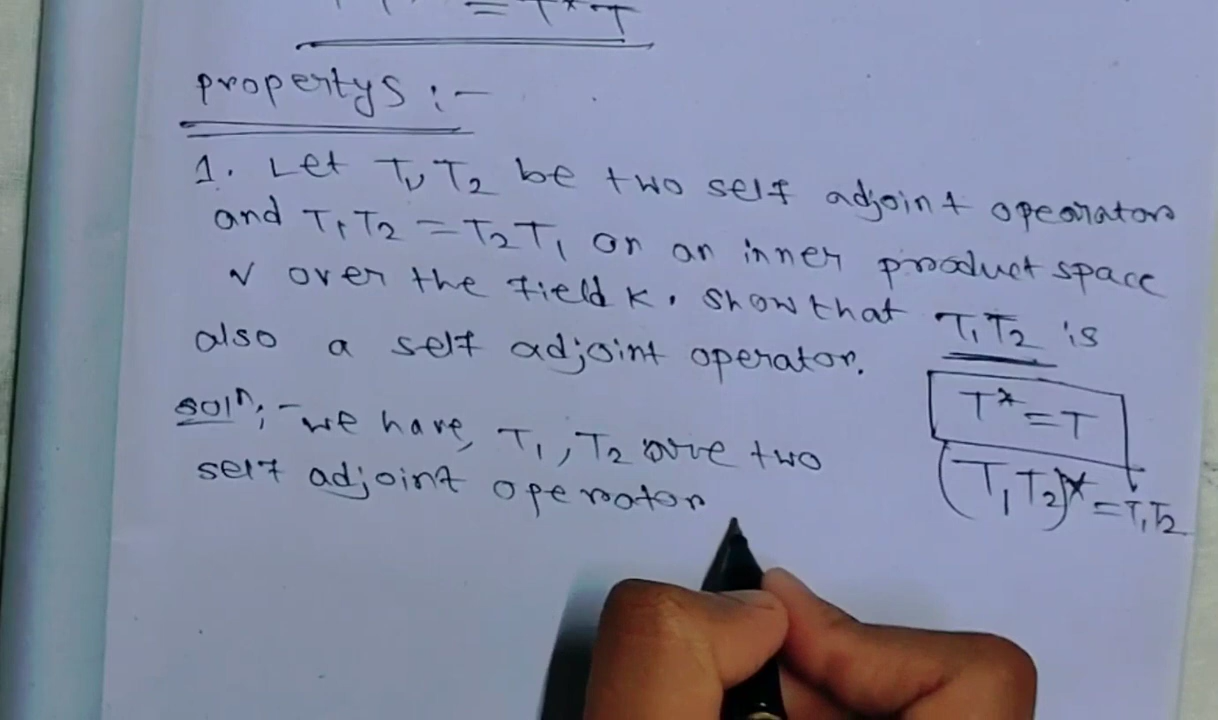 = T*T
propertys :-
1. Let T1, T2 be two self adjoint opearator
and T1T2 = T2T1 on an inner product space
V over the field K. Show that T1T2 is
also a self adjoint operator.
T* = T
soln:- we have, T1, T2 are two
self adjoint operator
(T1T2)* = T1T2